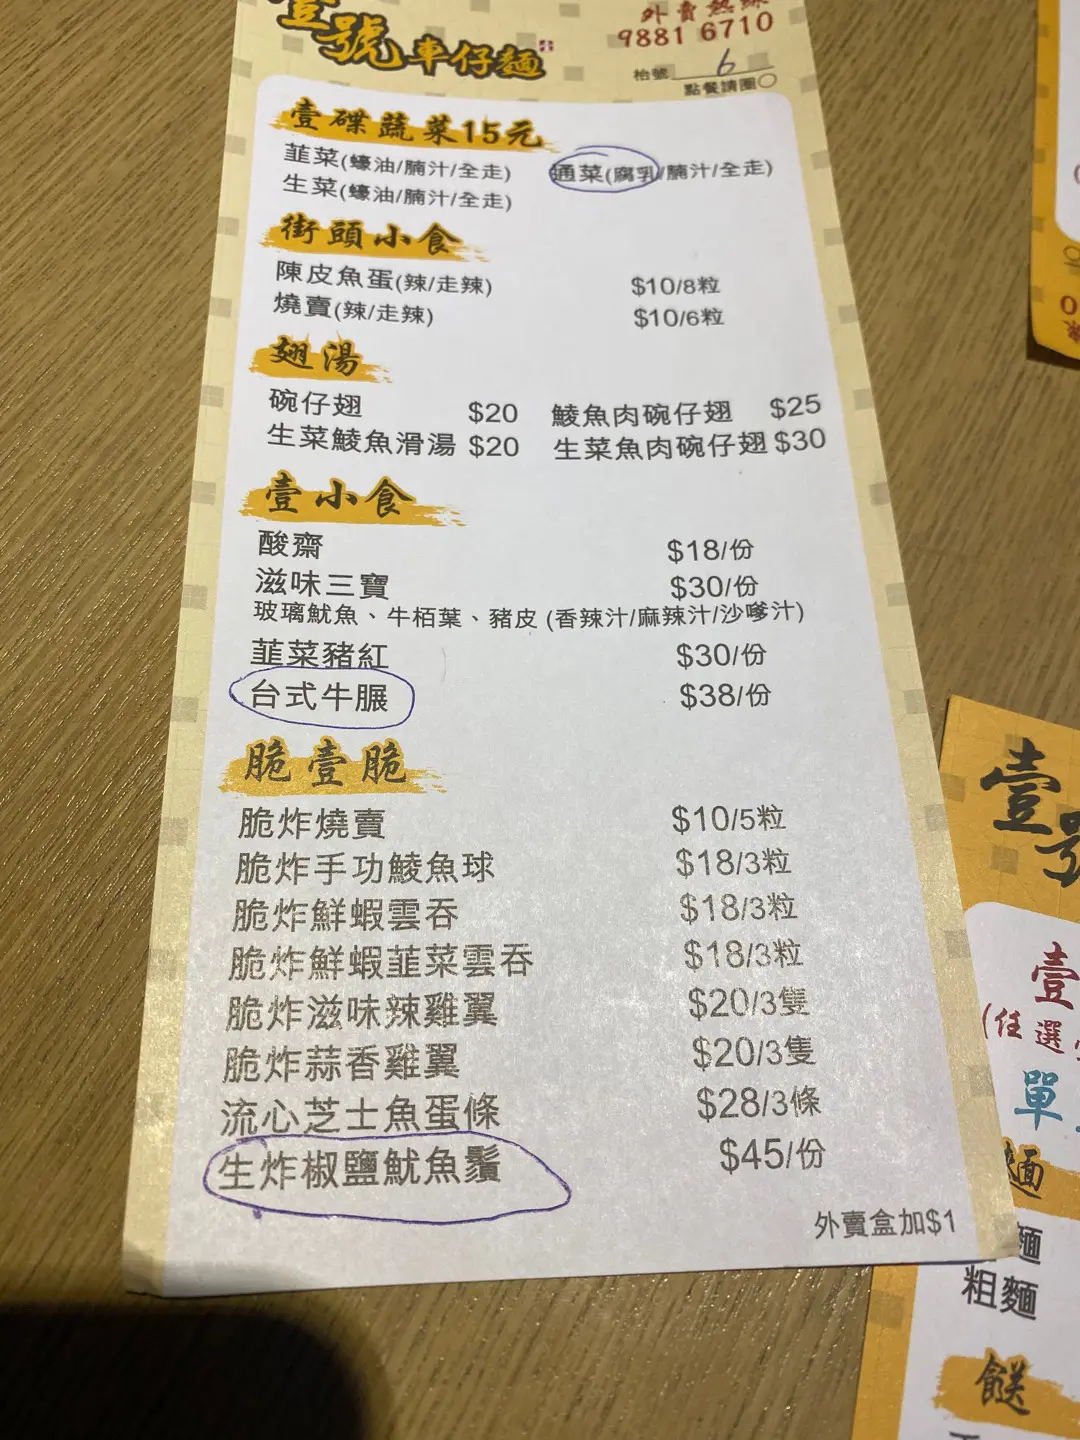 壹號車仔麵
外賣熱線
9881 6710
枱號 6
點餐請圈○
壹碟蔬菜15元
韮菜(蠔油/腩汁/全走) 通菜(腐乳/腩汁/全走)
生菜(蠔油/腩汁/全走)
街頭小食
陳皮魚蛋(辣/走辣) $10/8粒
燒賣(辣/走辣) $10/6粒
翅湯
碗仔翅 $20 鯪魚肉碗仔翅 $25
生菜鯪魚滑湯 $20 生菜魚肉碗仔翅 $30
壹小食
酸齋 $18/份
滋味三寶 $30/份
玻璃魷魚、牛栢葉、豬皮 (香辣汁/麻辣汁/沙嗲汁)
韮菜豬紅 $30/份
台式牛𦟌 $38/份
脆壹脆
脆炸燒賣 $10/5粒
脆炸手功鯪魚球 $18/3粒
脆炸鮮蝦雲吞 $18/3粒
脆炸鮮蝦韮菜雲吞 $18/3粒
脆炸滋味辣雞翼 $20/3隻
脆炸蒜香雞翼 $20/3隻
流心芝士魚蛋條 $28/3條
生炸椒鹽魷魚鬚 $45/份
外賣盒加$1
壹號
壹
(任選
單
麵
麵
粗麵
餸